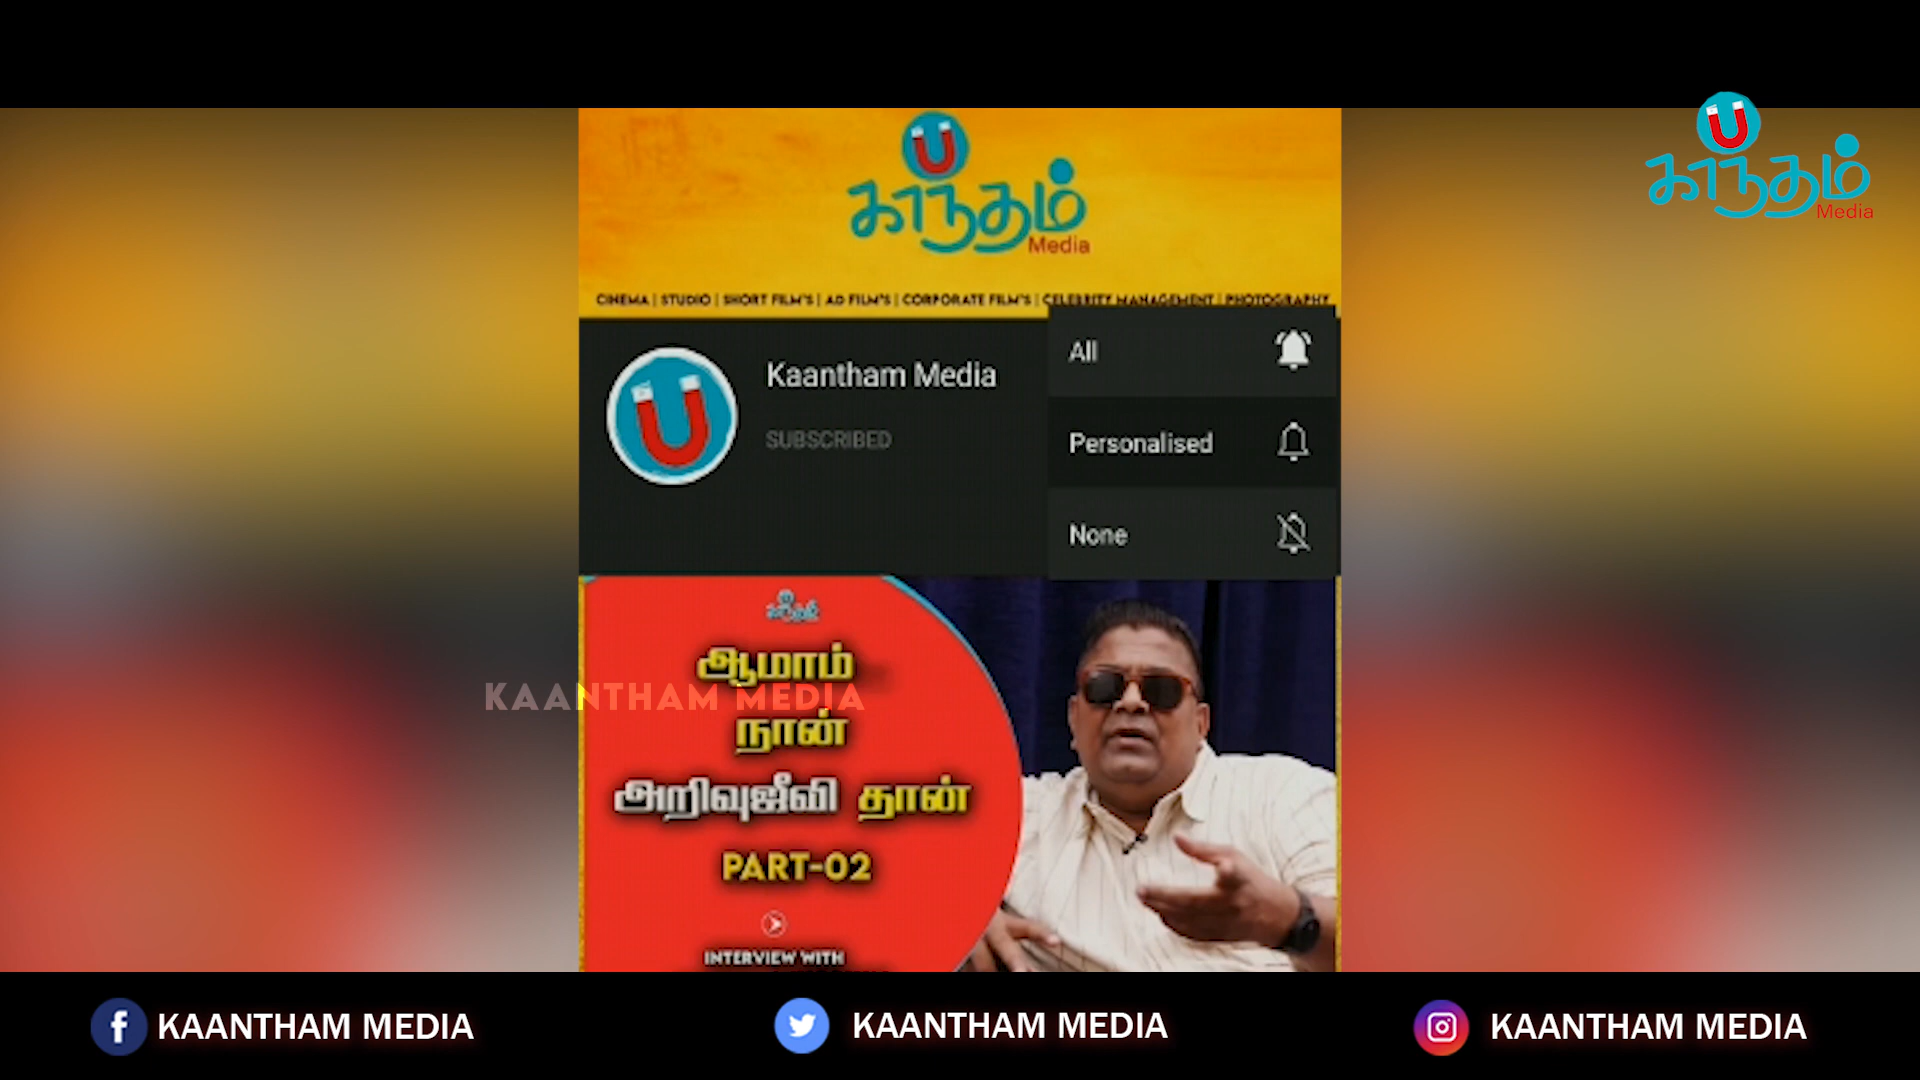 காந்தம்
Media
காந்தம்
Media
CINEMA | STUDIO | SHORT FILM'S | AD FILM'S | CORPORATE FILM'S | CELEBRITY MANAGEMENT | PHOTOGRAPHY
Kaantham Media
SUBSCRIBED
All
Personalised
None
காந்தம்
ஆமாம்
KAANTHAM MEDIA
நான்
அறிவுஜீவி தான்
PART-02
INTERVIEW WITH
KAANTHAM MEDIA
KAANTHAM MEDIA
KAANTHAM MEDIA